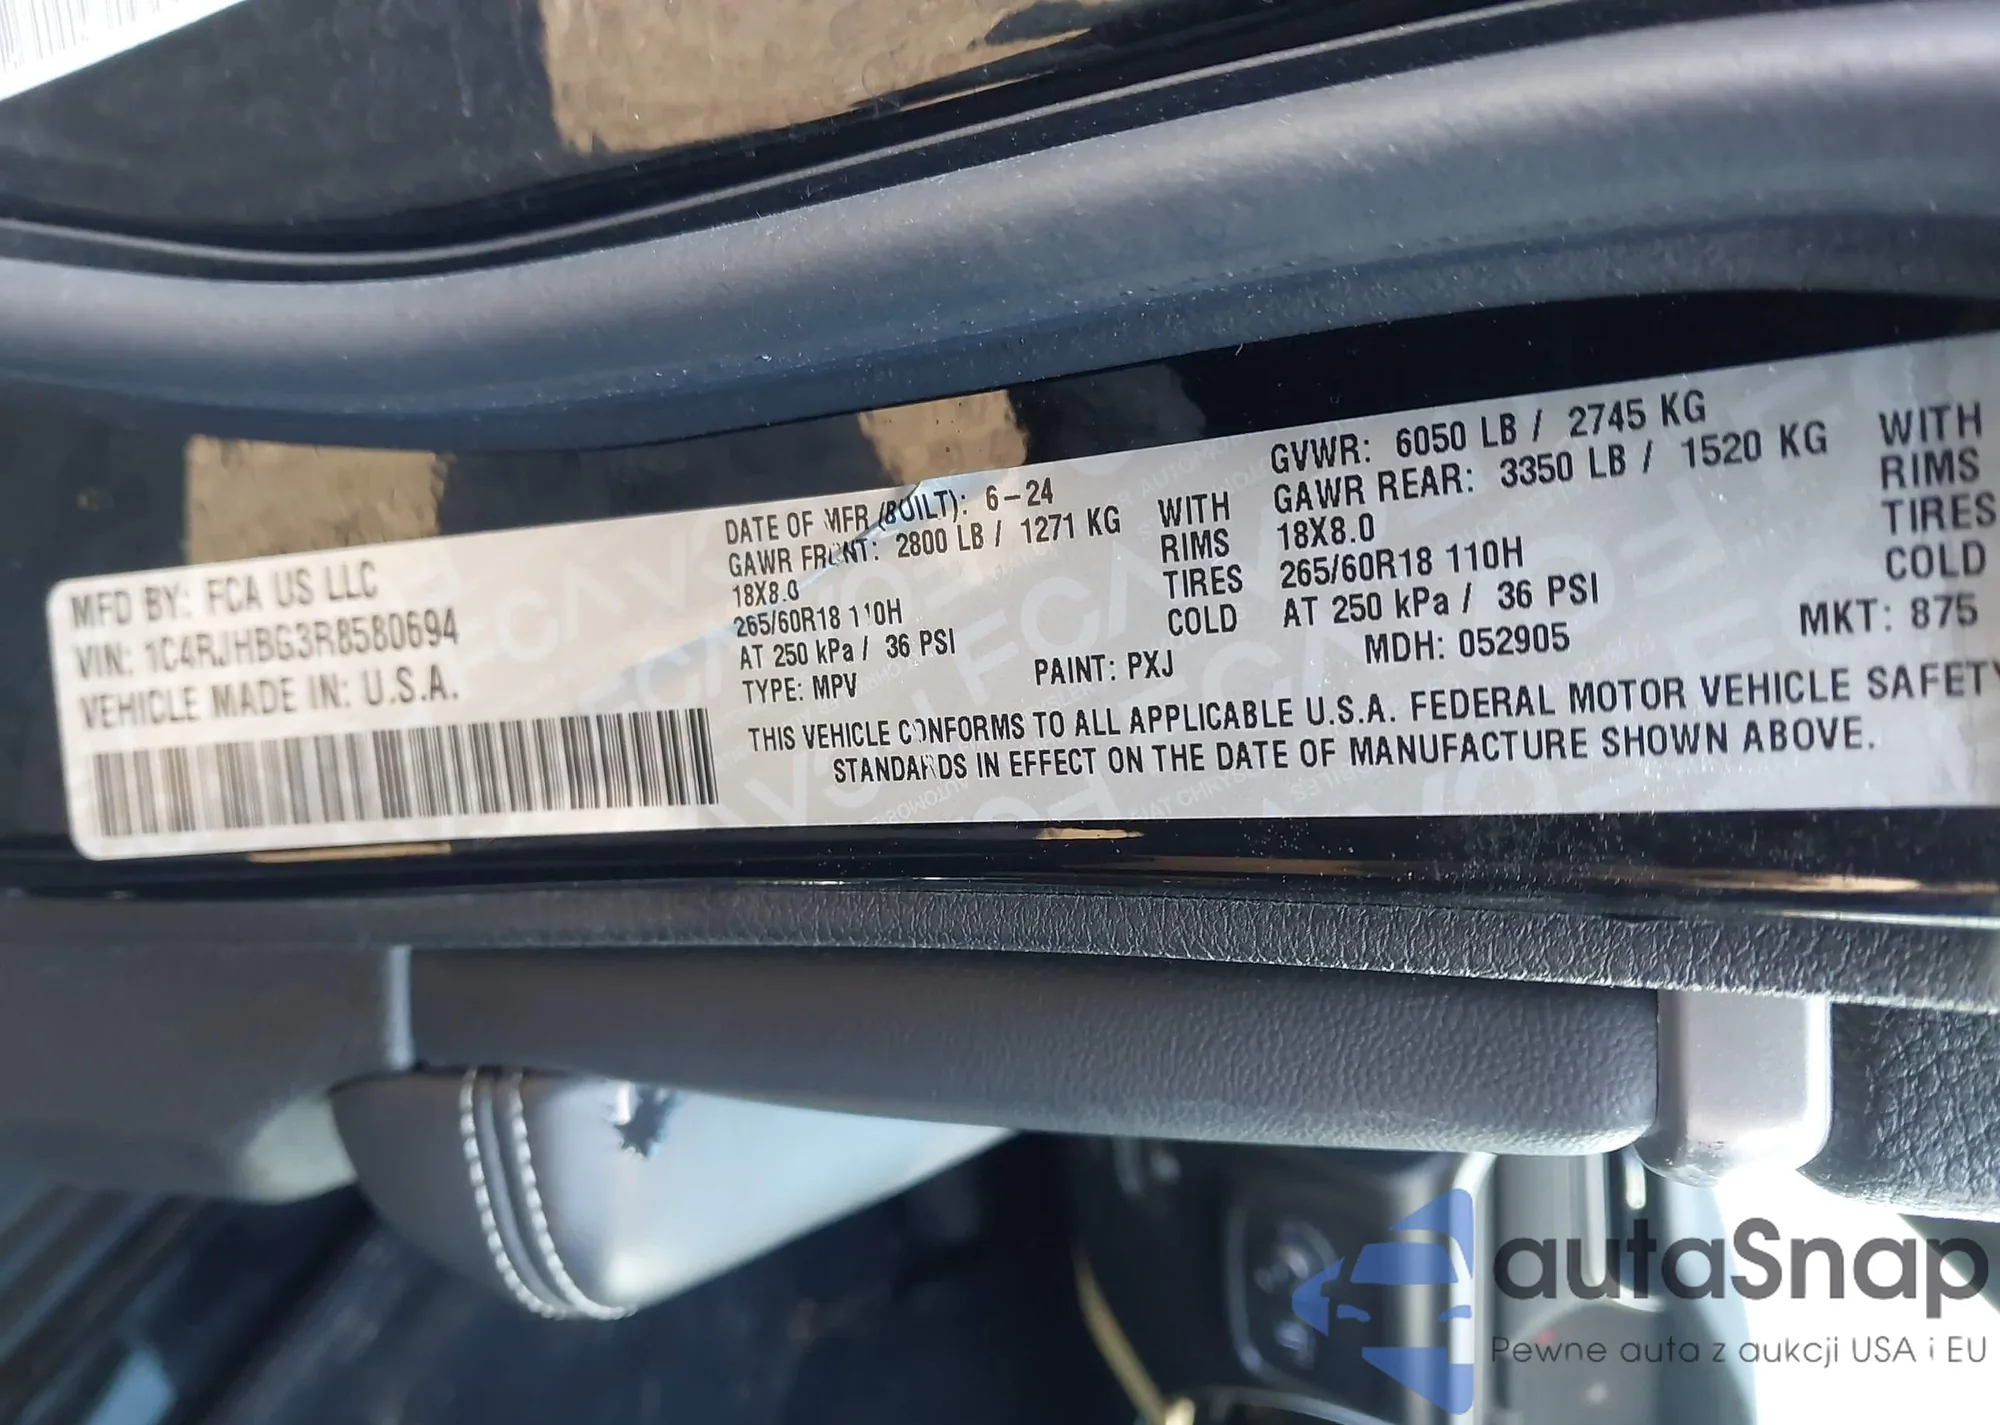 MFD BY: FCA US LLC
VIN: 1C4RJHBG3R8580694
VEHICLE MADE IN: U.S.A.
DATE OF MFR (BUILT): 6-24
GAWR FRONT: 2800 LB / 1271 KG WITH
18X8.0 RIMS
265/60R18 110H TIRES
AT 250 kPa / 36 PSI COLD
TYPE: MPV PAINT: PXJ
GVWR: 6050 LB / 2745 KG
GAWR REAR: 3350 LB / 1520 KG WITH
18X8.0 RIMS
265/60R18 110H TIRES
AT 250 kPa / 36 PSI COLD
MDH: 052905 MKT: 875
THIS VEHICLE CONFORMS TO ALL APPLICABLE U.S.A. FEDERAL MOTOR VEHICLE SAFETY
STANDARDS IN EFFECT ON THE DATE OF MANUFACTURE SHOWN ABOVE.
autaSnap
Pewne auta z aukcji USA i EU